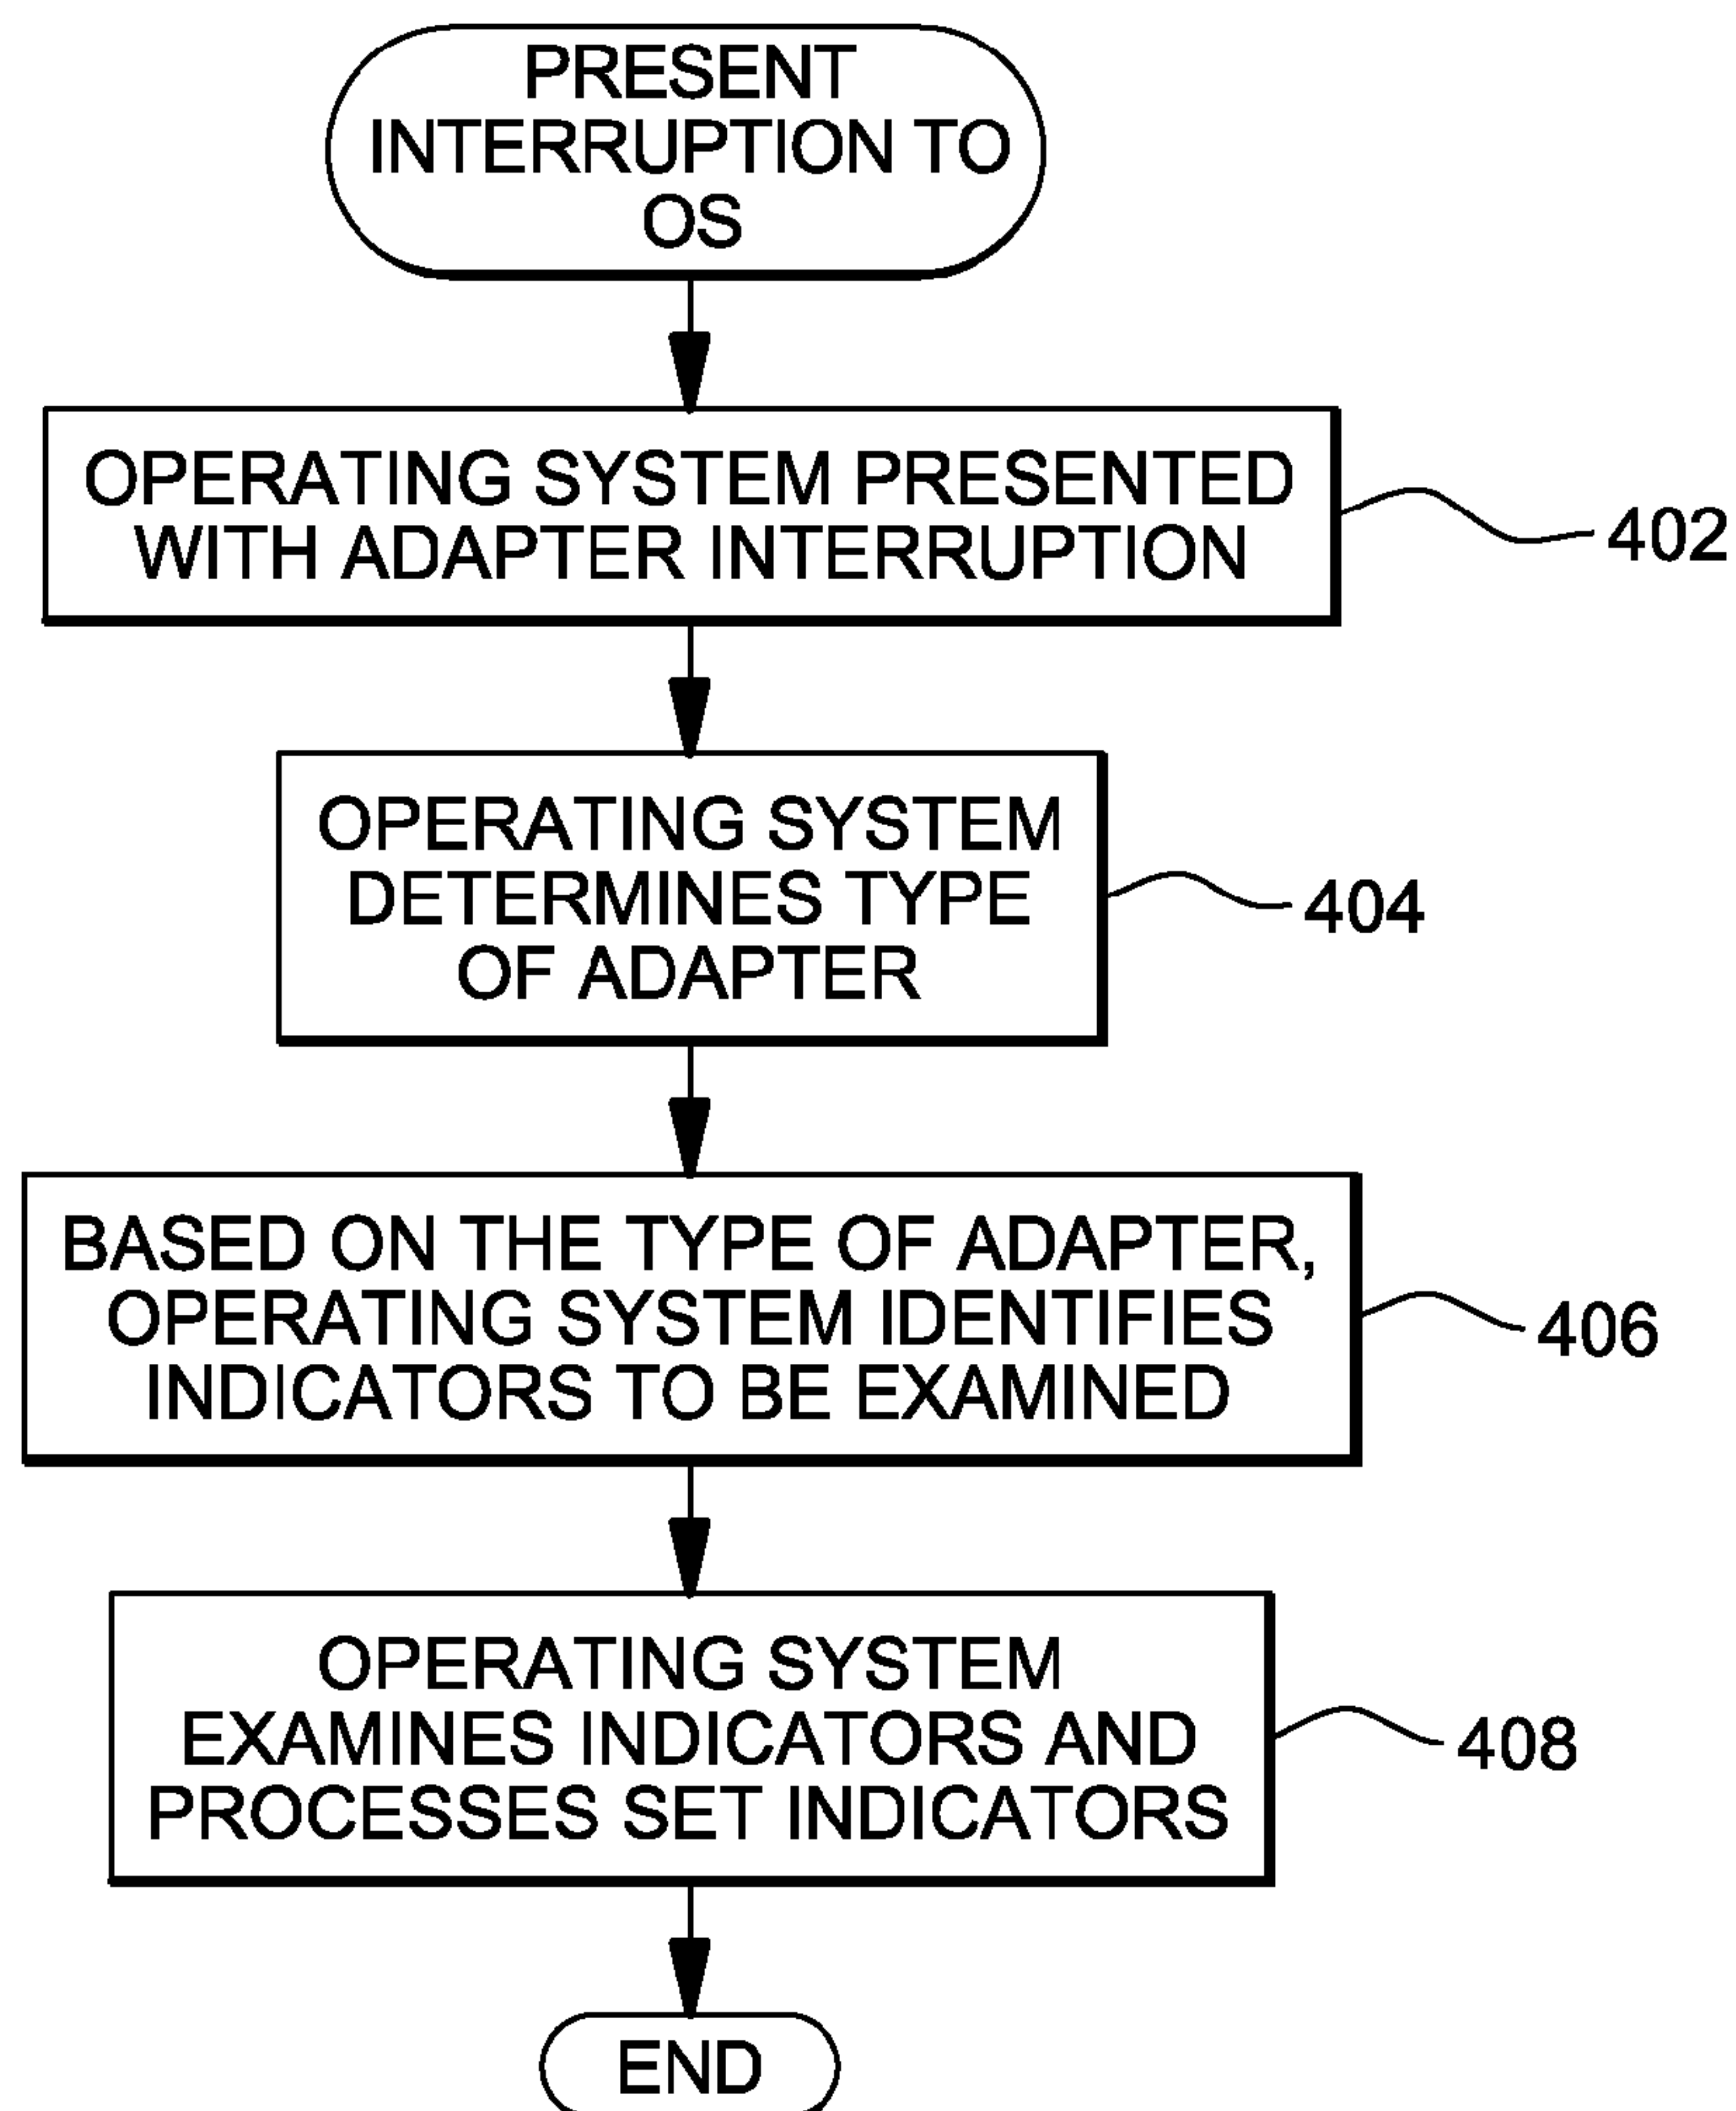 PRESENT
INTERRUPTION TO
OS
OPERATING SYSTEM PRESENTED
WITH ADAPTER INTERRUPTION
402
OPERATING SYSTEM
DETERMINES TYPE
OF ADAPTER
404
BASED ON THE TYPE OF ADAPTER,
OPERATING SYSTEM IDENTIFIES
INDICATORS TO BE EXAMINED
406
OPERATING SYSTEM
EXAMINES INDICATORS AND
PROCESSES SET INDICATORS
408
END